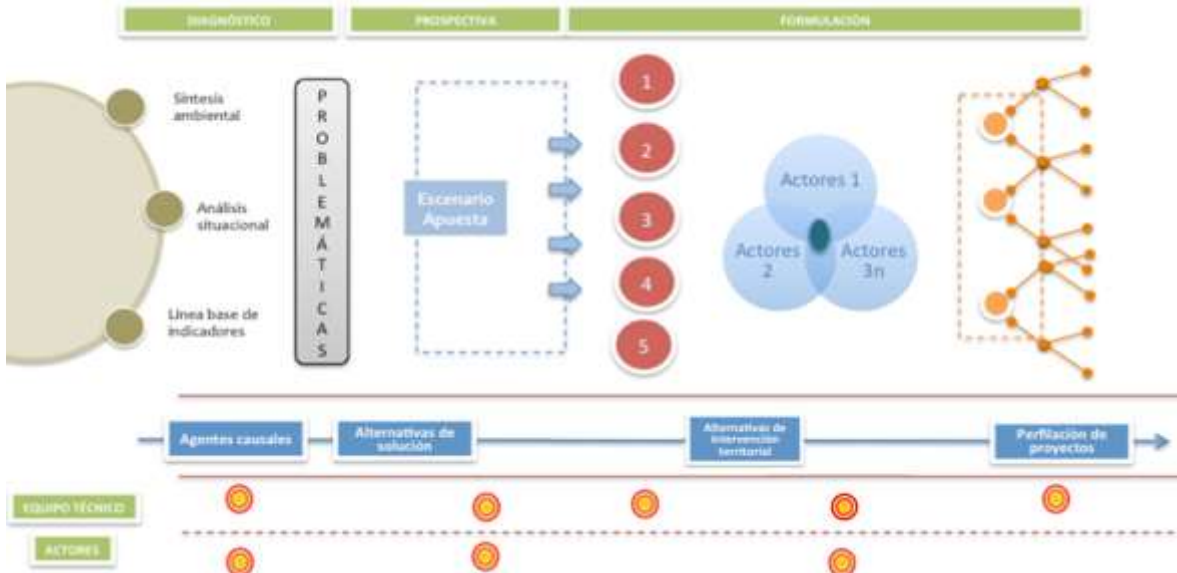 DIAGNÓSTICO
PROSPECTIVA
FORMULACIÓN
Síntesis
ambiental
Análisis
situacional
Línea base de
indicadores
PROBLEMÁTICAS
Escenario
Apuesta
1
2
3
4
5
Actores 1
Actores
2
Actores
3n
Agentes causales
Alternativas de
solución
Alternativas de
intervención
territorial
Perfilación de
proyectos
EQUIPO TÉCNICO
ACTORES